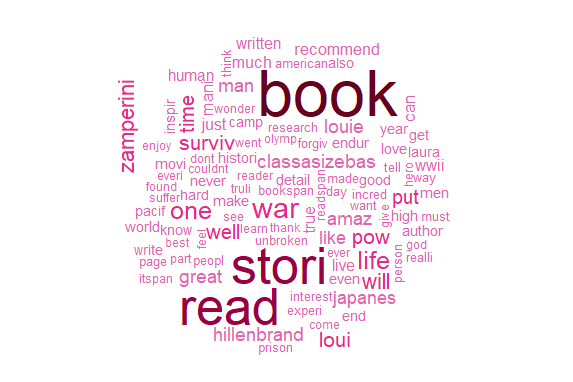 written
recommend
think
much
americanalso
human
mani
man
book
zamperini
inspir
time
wonder
can
just
camp
research
louie
year
get
enjoy
surviv
went
olymp
forgiv
endur
love
laura
movi
dont
histori
classasizebas
tell
hero
wwii
everi
couldnt
reader
bookspan
detail
readspan
made
good
way
found
never
truli
day
incred
put
men
suffer
hard
make
true
want
give
pacif
one
war
amaz
high
must
world
know
see
well
learn
thank
like
pow
author
write
feel
unbroken
ever
god
realli
best
stori
live
life
person
page
part
peopl
itspan
great
even
will
read
interest
japanes
experi
end
hillenbrand
come
loui
prison